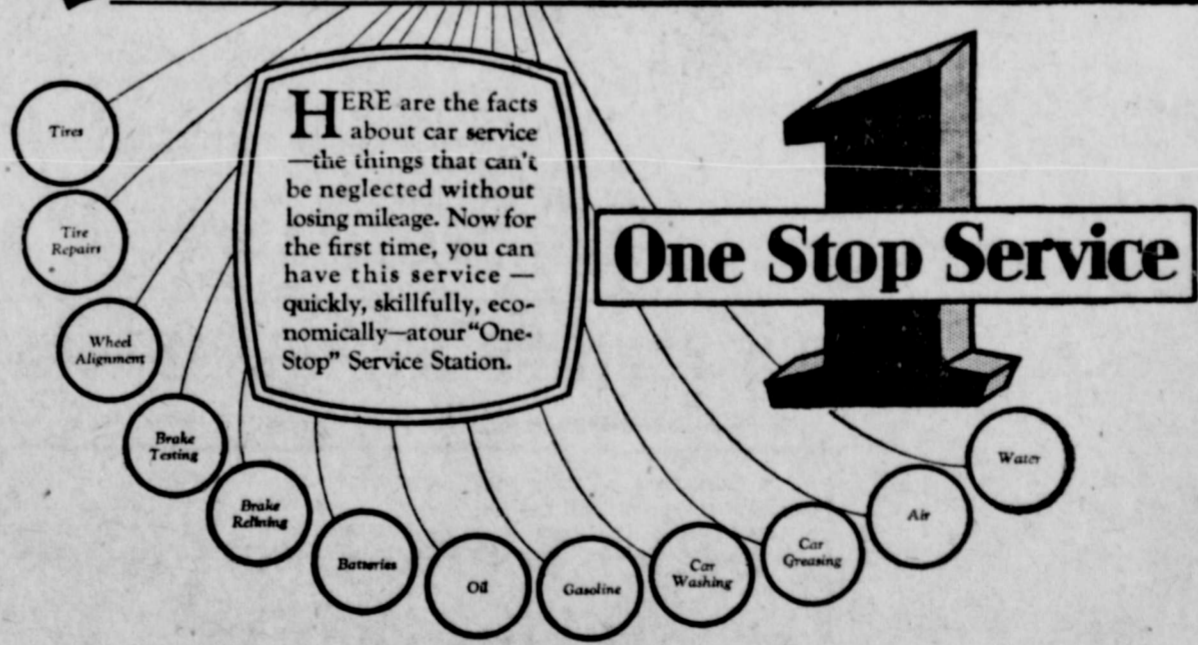 HERE are the facts
about car service
—the things that can't
be neglected without
losing mileage. Now for
the first time, you can
have this service —
quickly, skillfully, eco-
nomically—at our "One-
Stop" Service Station.
1
One Stop Service
Tires
Tire
Repairs
Wheel
Alignment
Brake
Testing
Brake
Relining
Batteries
Oil
Gasoline
Car
Washing
Car
Greasing
Air
Water